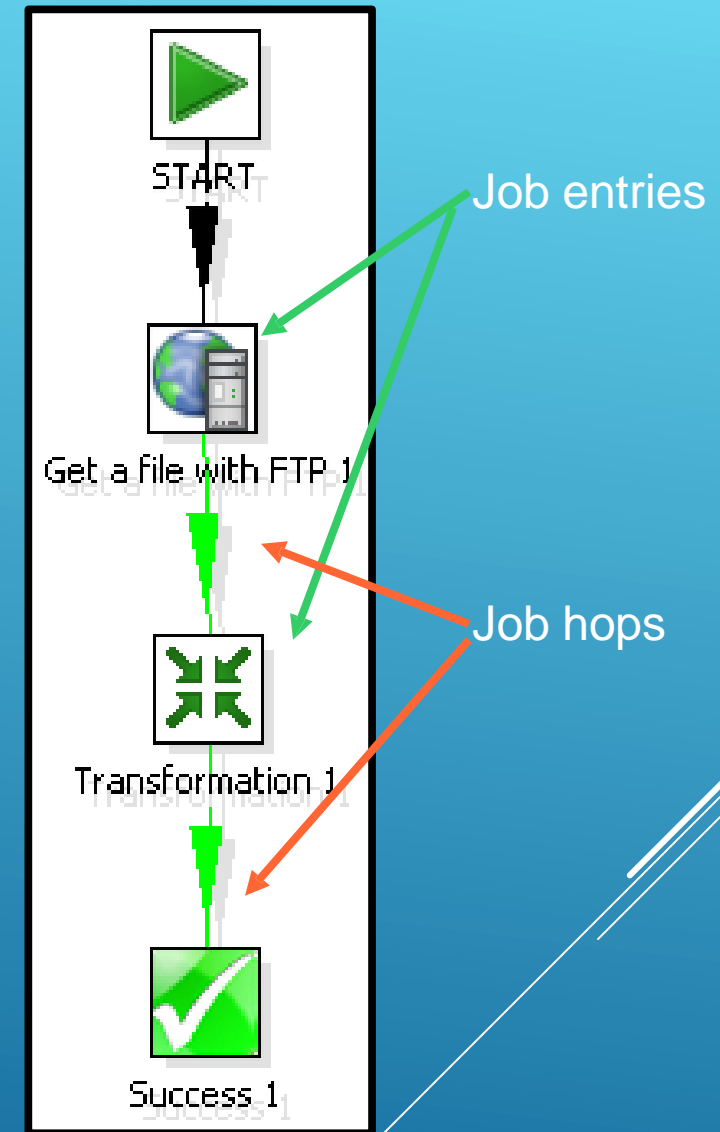 START
Job entries
Get a file with FTP 1
Job hops
Transformation 1
Success 1